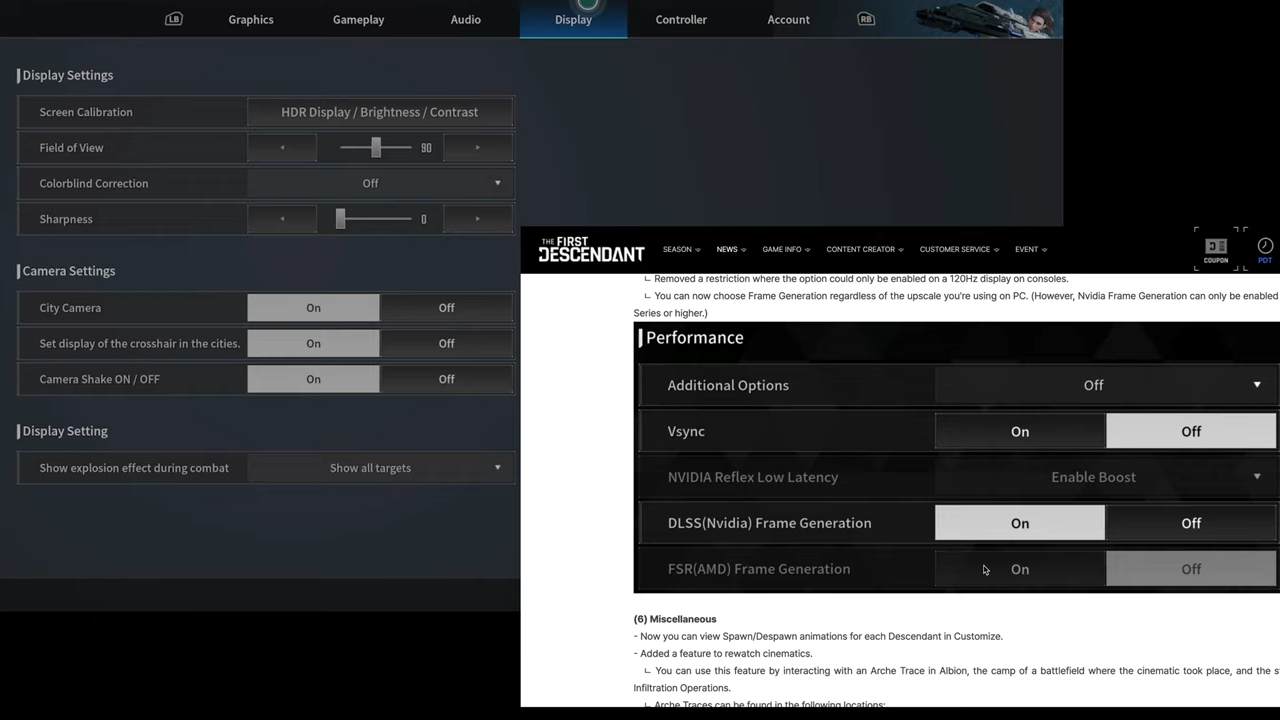 LB
Graphics
Gameplay
Audio
Display
Controller
Account
RB
Display Settings
Screen Calibration
HDR Display / Brightness / Contrast
Field of View
90
Colorblind Correction
Off
Sharpness
0
Camera Settings
City Camera
On
Off
Set display of the crosshair in the cities.
On
Off
Camera Shake ON / OFF
On
Off
Display Setting
Show explosion effect during combat
Show all targets
THE FIRST
DESCENDANT
SEASON
NEWS
GAME INFO
CONTENT CREATOR
CUSTOMER SERVICE
EVENT
COUPON
PDT
ㄴ Removed a restriction where the option could only be enabled on a 120Hz display on consoles.
ㄴ You can now choose Frame Generation regardless of the upscale you're using on PC. (However, Nvidia Frame Generation can only be enabled
Series or higher.)
Performance
Additional Options
Off
Vsync
On
Off
NVIDIA Reflex Low Latency
Enable Boost
DLSS(Nvidia) Frame Generation
On
Off
FSR(AMD) Frame Generation
On
Off
(6) Miscellaneous
- Now you can view Spawn/Despawn animations for each Descendant in Customize.
- Added a feature to rewatch cinematics.
ㄴ You can use this feature by interacting with an Arche Trace in Albion, the camp of a battlefield where the cinematic took place, and the
Infiltration Operations.
ㄴ Arche Traces can be found in the following locations: